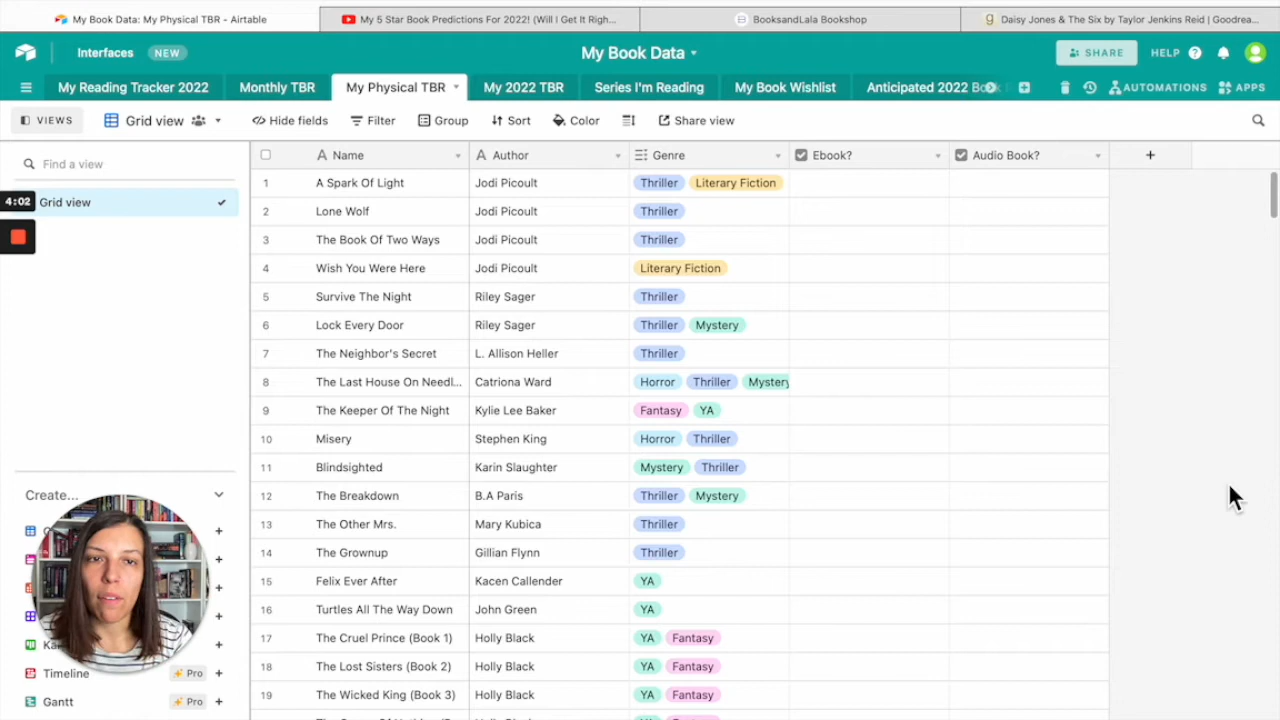 My Book Data: My Physical TBR - Airtable
My 5 Star Book Predictions For 2022! (Will I Get It Righ...
BooksandLala Bookshop
Daisy Jones & The Six by Taylor Jenkins Reid | Goodrea...
Interfaces NEW
My Book Data
SHARE HELP
My Reading Tracker 2022 Monthly TBR My Physical TBR My 2022 TBR Series I'm Reading My Book Wishlist Anticipated 2022 Book
AUTOMATIONS APPS
VIEWS Grid view Hide fields Filter Group Sort Color Share view
Find a view
4:02 Grid view
Name Author Genre Ebook? Audio Book?
1 A Spark Of Light Jodi Picoult Thriller Literary Fiction
2 Lone Wolf Jodi Picoult Thriller
3 The Book Of Two Ways Jodi Picoult Thriller
4 Wish You Were Here Jodi Picoult Literary Fiction
5 Survive The Night Riley Sager Thriller
6 Lock Every Door Riley Sager Thriller Mystery
7 The Neighbor's Secret L. Allison Heller Thriller
8 The Last House On Needl... Catriona Ward Horror Thriller Mystery
9 The Keeper Of The Night Kylie Lee Baker Fantasy YA
10 Misery Stephen King Horror Thriller
11 Blindsighted Karin Slaughter Mystery Thriller
12 The Breakdown B.A Paris Thriller Mystery
13 The Other Mrs. Mary Kubica Thriller
14 The Grownup Gillian Flynn Thriller
15 Felix Ever After Kacen Callender YA
16 Turtles All The Way Down John Green YA
17 The Cruel Prince (Book 1) Holly Black YA Fantasy
18 The Lost Sisters (Book 2) Holly Black YA Fantasy
19 The Wicked King (Book 3) Holly Black YA Fantasy
Create...
Timeline Pro
Gantt Pro